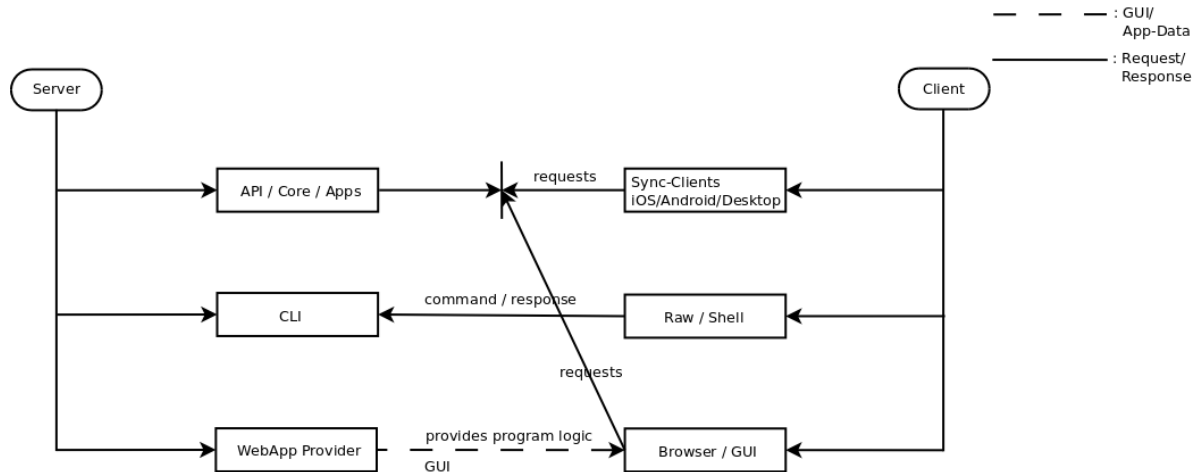 : GUI/
App-Data
: Request/
Response
Server
Client
API / Core / Apps
requests
Sync-Clients
iOS/Android/Desktop
CLI
command / response
Raw / Shell
requests
WebApp Provider
provides program logic
GUI
Browser / GUI